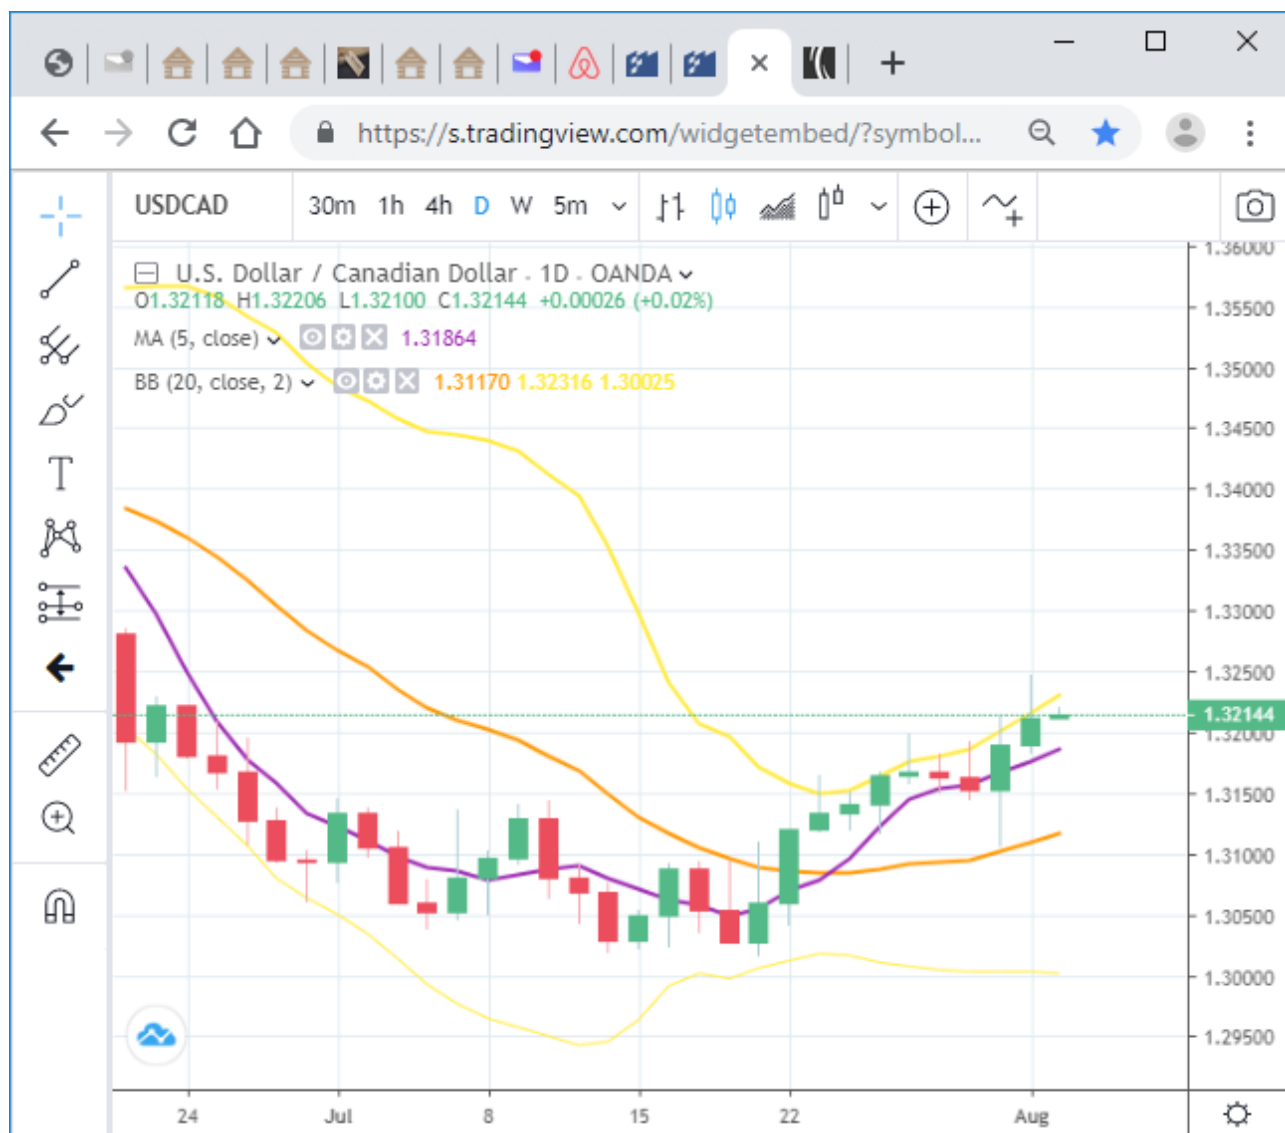 https://s.tradingview.com/widgetembed/?symbol...
USDCAD 30m 1h 4h D W 5m
U.S. Dollar / Canadian Dollar - 1D - OANDA
O1.32118 H1.32206 L1.32100 C1.32144 +0.00026 (+0.02%)
MA (5, close) 1.31864
BB (20, close, 2) 1.31170 1.32316 1.30025
1.36000
1.35500
1.35000
1.34500
1.34000
1.33500
1.33000
1.32500
1.32144
1.32000
1.31500
1.31000
1.30500
1.30000
1.29500
24 Jul 8 15 22 Aug